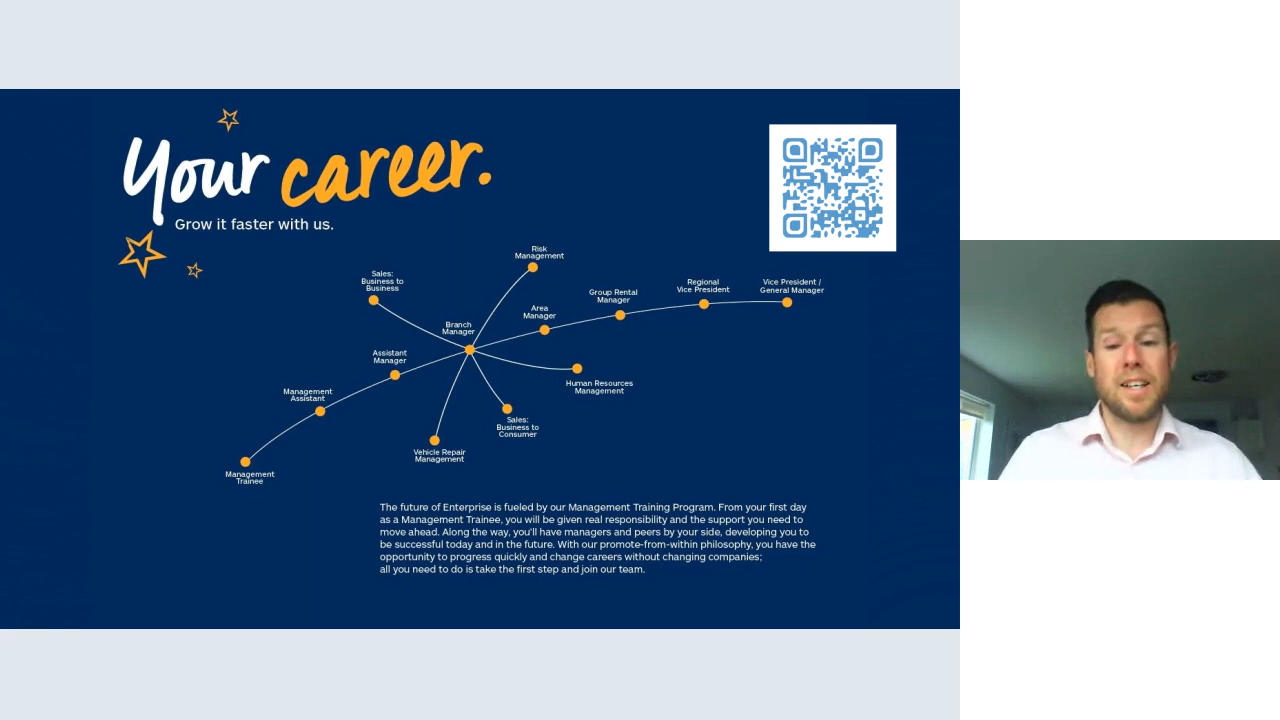 Your career.
Grow it faster with us.
Risk
Management
Sales:
Business to
Business
Regional
Vice President
Vice President /
General Manager
Group Rental
Manager
Area
Manager
Branch
Manager
Assistant
Manager
Human Resources
Management
Management
Assistant
Sales:
Business to
Consumer
Vehicle Repair
Management
Management
Trainee
The future of Enterprise is fueled by our Management Training Program. From your first day
as a Management Trainee, you will be given real responsibility and the support you need to
move ahead. Along the way, you'll have managers and peers by your side, developing you to
be successful today and in the future. With our promote-from-within philosophy, you have the
opportunity to progress quickly and change careers without changing companies;
all you need to do is take the first step and join our team.